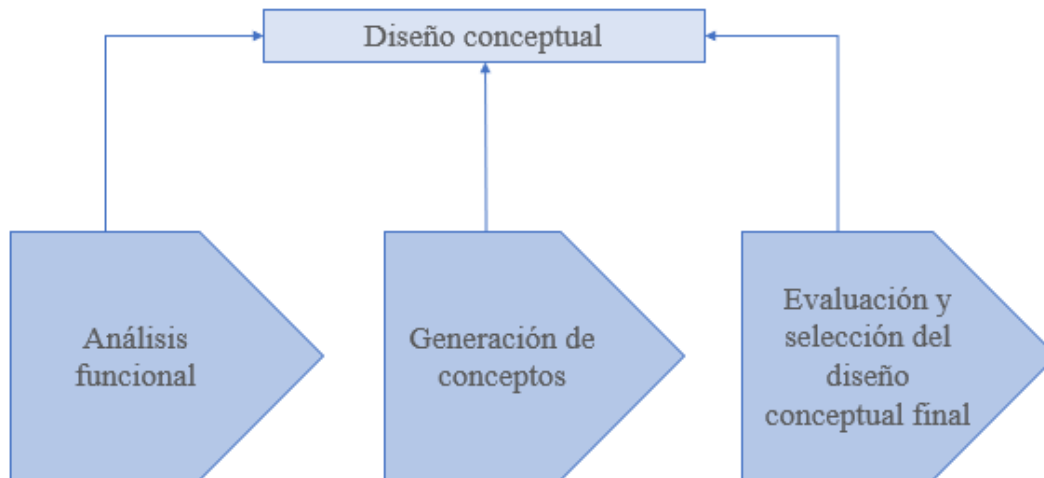 Diseño conceptual
Análisis
funcional
Generación de
conceptos
Evaluación y
selección del
diseño
conceptual final